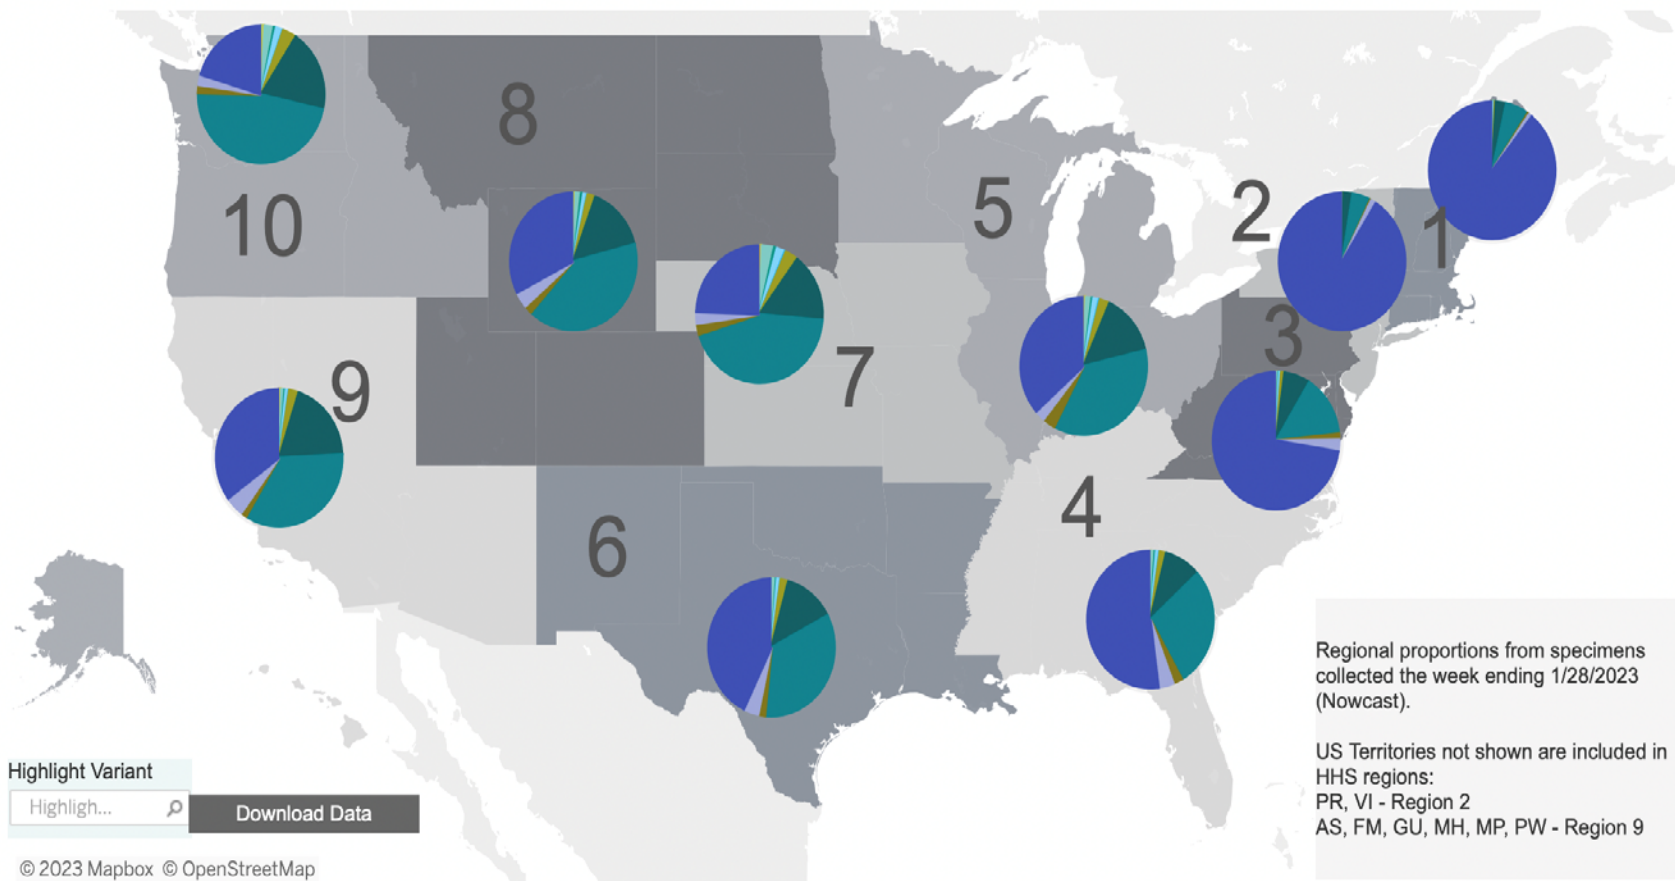 8
2
5
10
1
3
7
9
4
6
Regional proportions from specimens
collected the week ending 1/28/2023
(Nowcast).
US Territories not shown are included in
HHS regions:
PR, VI - Region 2
AS, FM, GU, MH, MP, PW - Region 9
Highlight Variant
Highligh...
Download Data
© 2023 Mapbox © OpenStreetMap